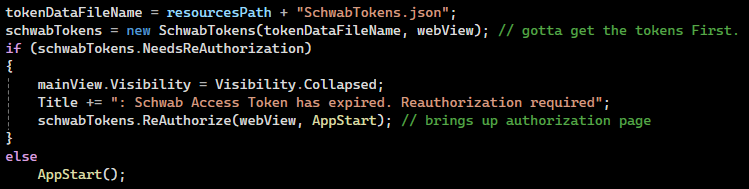 tokenDataFileName = resourcesPath + "SchwabTokens.json";
schwabTokens = new SchwabTokens(tokenDataFileName, webView); // gotta get the tokens First.
if (schwabTokens.NeedsReAuthorization)
{
    mainView.Visibility = Visibility.Collapsed;
    Title += ": Schwab Access Token has expired. Reauthorization required";
    schwabTokens.ReAuthorize(webView, AppStart); // brings up authorization page
}
else
    AppStart();